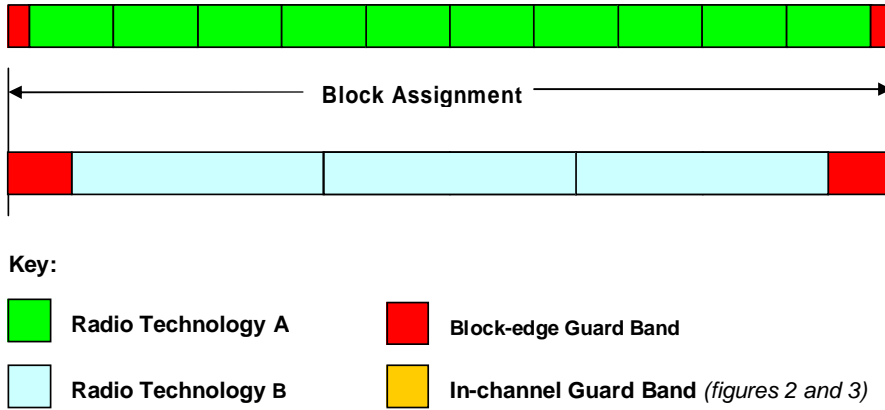 Block Assignment
Key:
Radio Technology A
Block-edge Guard Band
Radio Technology B
In-channel Guard Band (figures 2 and 3)